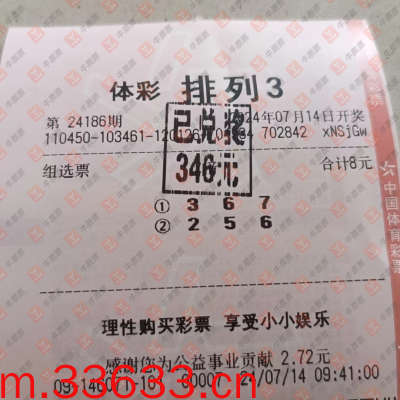 体彩 排列3
第 24186期 24年07月14日开奖
110450-103461-120126 702842 xNSjGw
已兑奖
346元
组选票 合计8元
① 3 6 7
② 2 5 6
理性购买彩票 享受小小娱乐
感谢您为公益事业贡献 2.72元
24/07/14 09:41:00
m.33633.cn
中国体育彩票